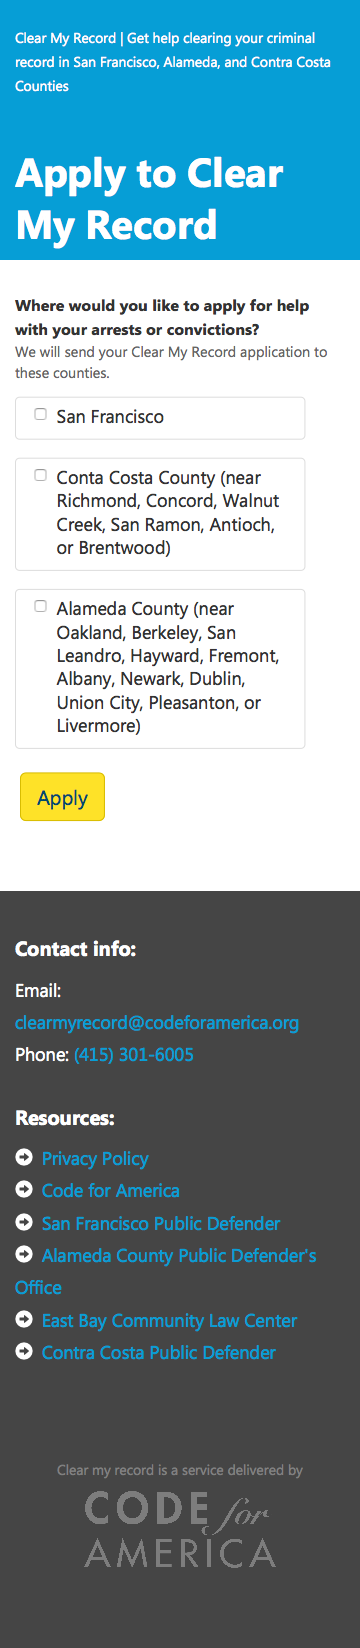 Clear My Record | Get help clearing your criminal
record in San Francisco, Alameda, and Contra Costa
Counties
Apply to Clear
My Record
Where would you like to apply for help
with your arrests or convictions?
We will send your Clear My Record application to
these counties.
San Francisco
Conta Costa County (near
Richmond, Concord, Walnut
Creek, San Ramon, Antioch,
or Brentwood)
Alameda County (near
Oakland, Berkeley, San
Leandro, Hayward, Fremont,
Albany, Newark, Dublin,
Union City, Pleasanton, or
Livermore)
Apply
Contact info:
Email:
clearmyrecord@codeforamerica.org
Phone: (415) 301-6005
Resources:
Privacy Policy
Code for America
San Francisco Public Defender
Alameda County Public Defender's
Office
East Bay Community Law Center
Contra Costa Public Defender
Clear my record is a service delivered by
CODE for
AMERICA